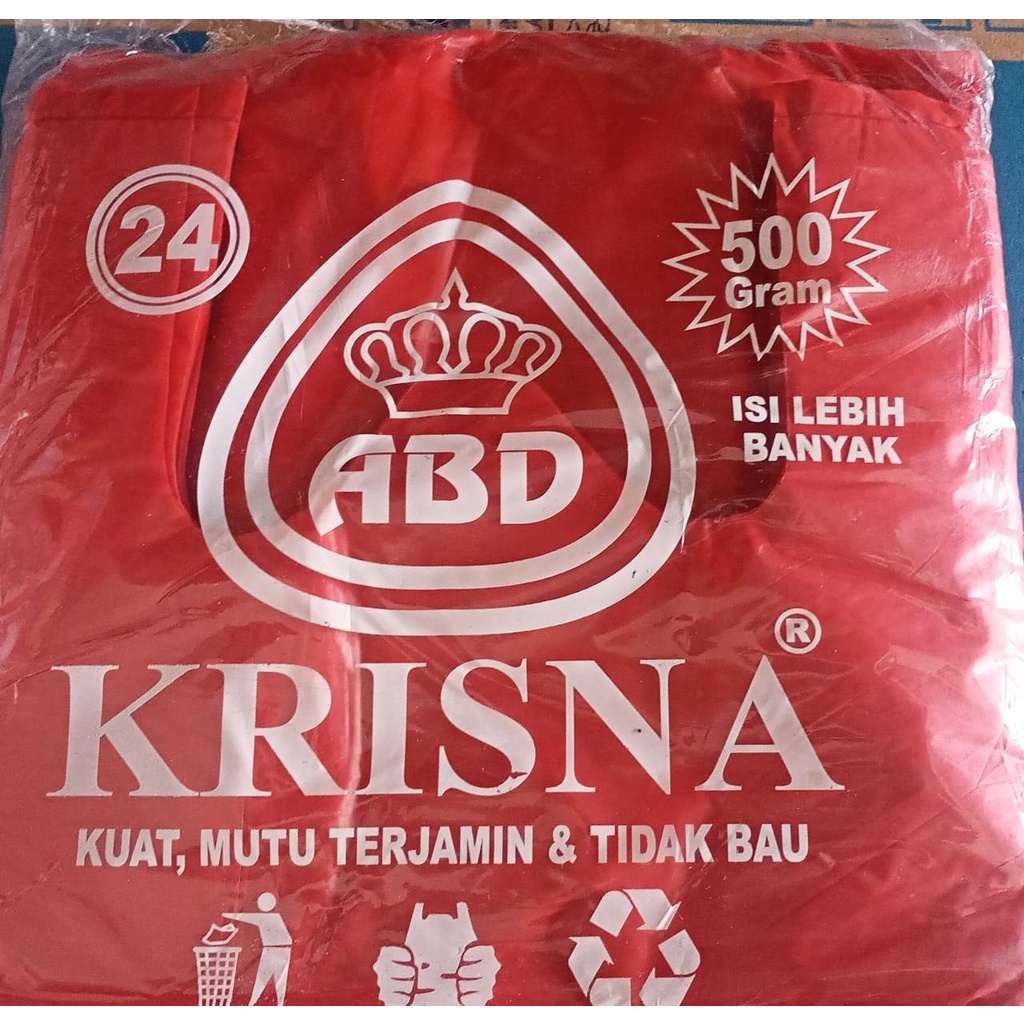 24
500
Gram
ISI LEBIH
BANYAK
ABD
KRISNA®
KUAT, MUTU TERJAMIN & TIDAK BAU